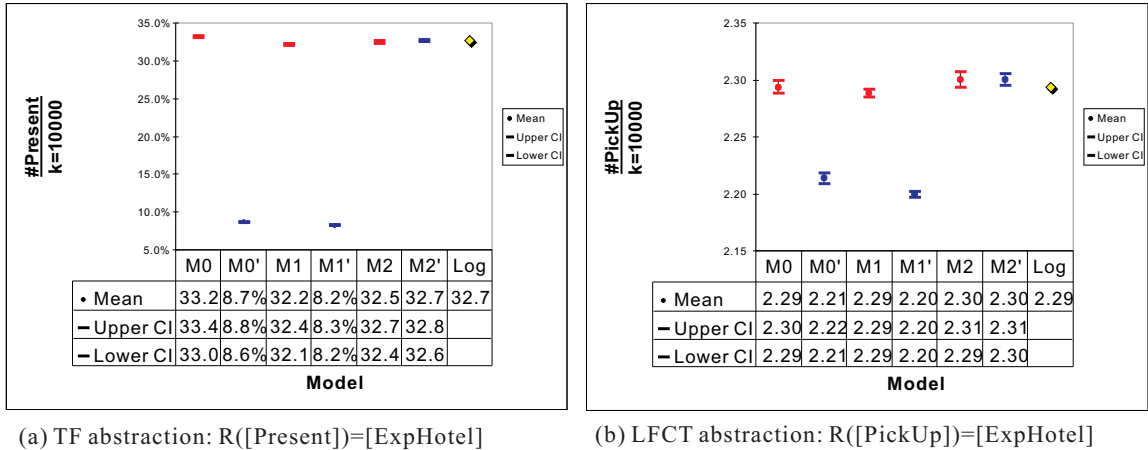 35.0%
30.0%
25.0%
20.0%
15.0%
10.0%
5.0%
#Present
k=10000
Mean
Upper CI
Lower CI
M0 M0' M1 M1' M2 M2' Log
Mean 33.2 8.7% 32.2 8.2% 32.5 32.7 32.7
Upper CI 33.4 8.8% 32.4 8.3% 32.7 32.8
Lower CI 33.0 8.6% 32.1 8.2% 32.4 32.6
Model
(a) TF abstraction: R([Present])=[ExpHotel]
2.35
2.30
2.25
2.20
2.15
#PickUp
k=10000
Mean
Upper CI
Lower CI
M0 M0' M1 M1' M2 M2' Log
Mean 2.29 2.21 2.29 2.20 2.30 2.30 2.29
Upper CI 2.30 2.22 2.29 2.20 2.31 2.31
Lower CI 2.29 2.21 2.29 2.20 2.29 2.30
Model
(b) LFCT abstraction: R([PickUp])=[ExpHotel]